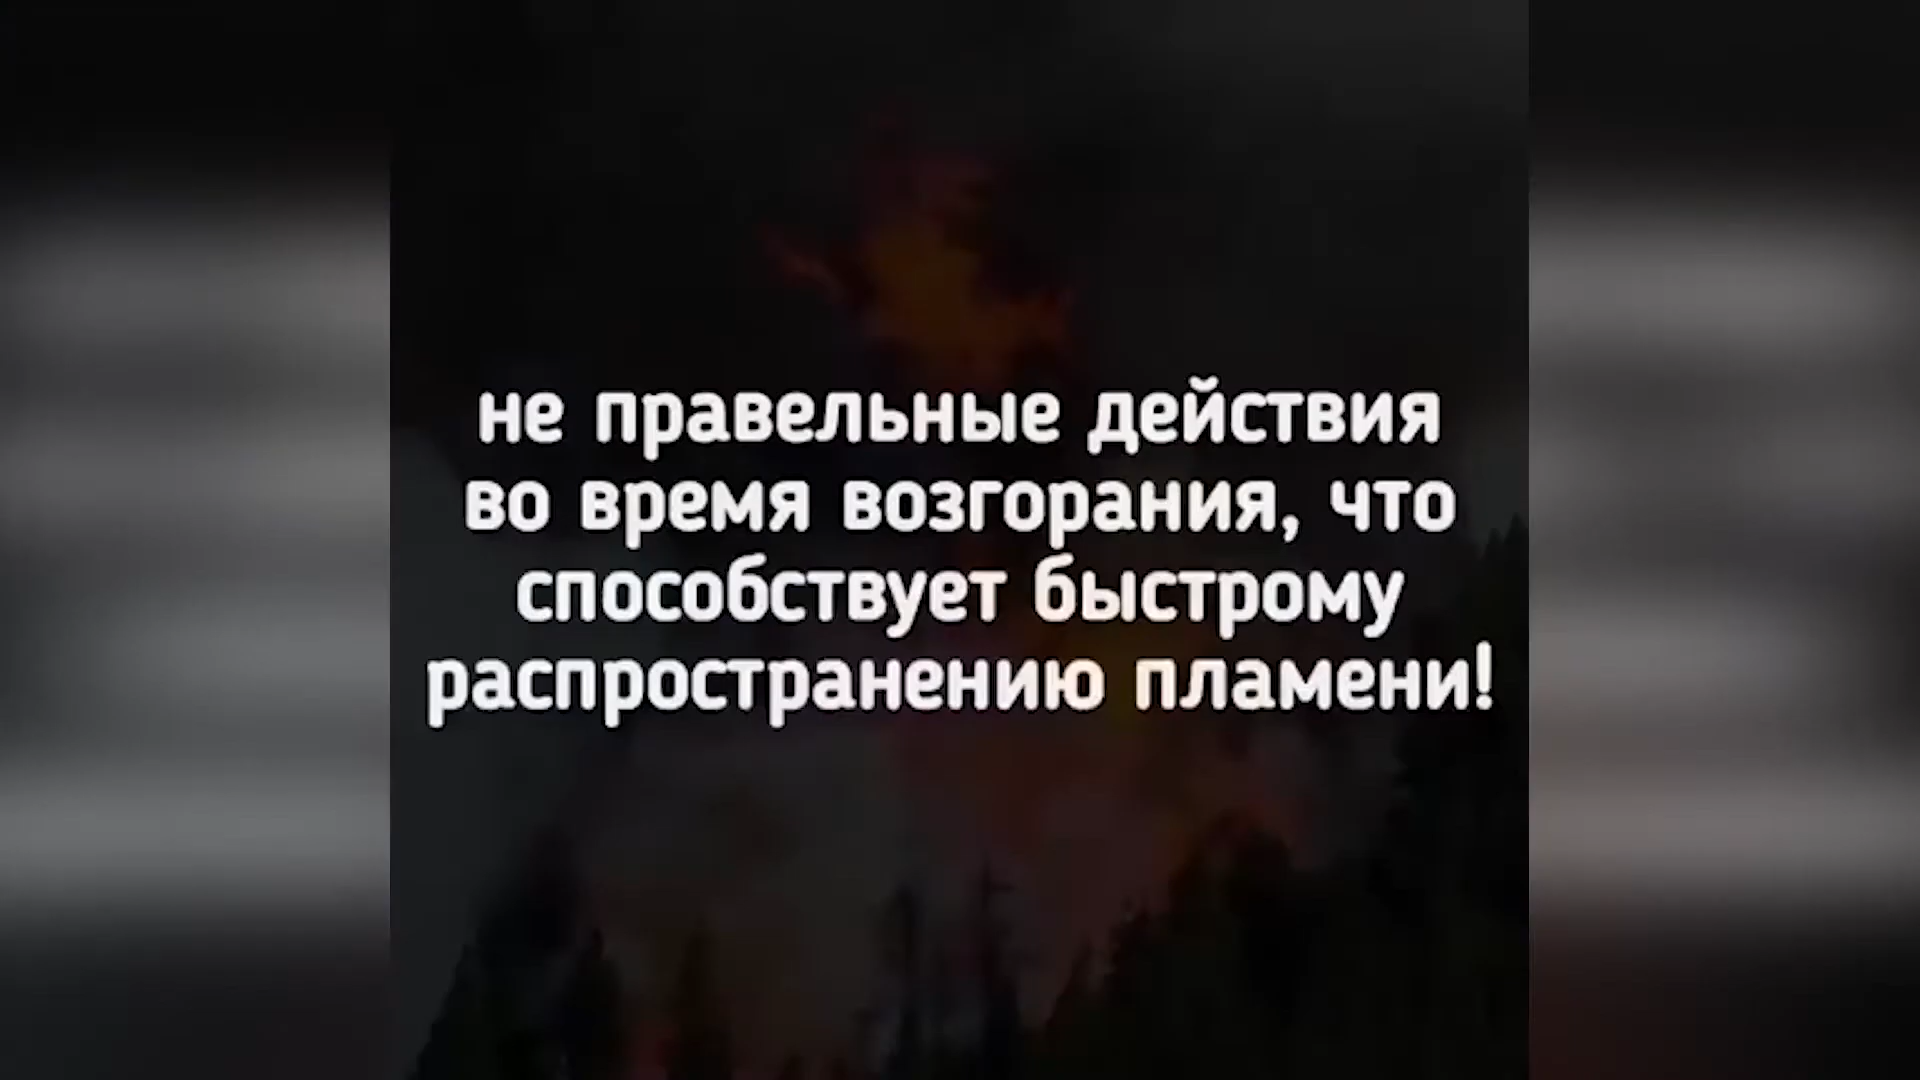 не правельные действия
во время возгорания, что
способствует быстрому
распространению пламени!